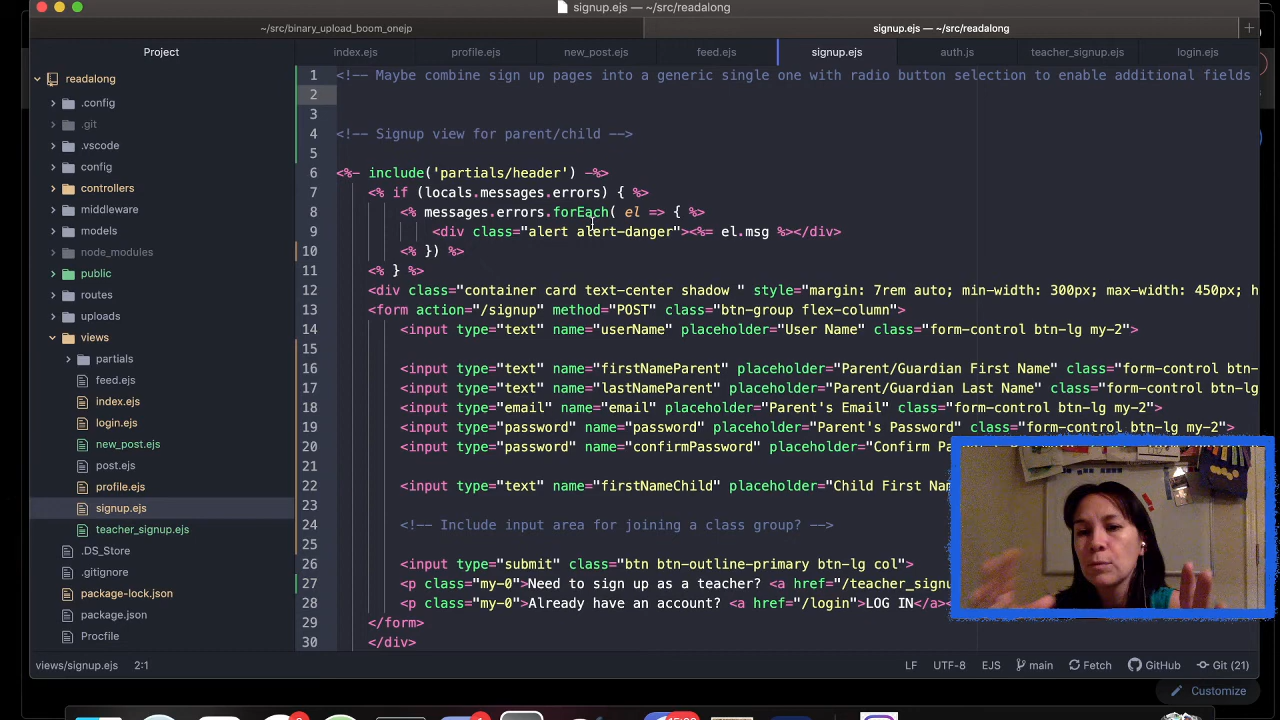 signup.ejs — ~/src/readalong
~/src/binary_upload_boom_onejp
signup.ejs — ~/src/readalong
Project
index.ejs
profile.ejs
new_post.ejs
feed.ejs
signup.ejs
auth.js
teacher_signup.ejs
login.ejs
readalong
.config
.git
.vscode
config
controllers
middleware
models
node_modules
public
routes
uploads
views
partials
feed.ejs
index.ejs
login.ejs
new_post.ejs
post.ejs
profile.ejs
signup.ejs
teacher_signup.ejs
.DS_Store
.gitignore
package-lock.json
package.json
Procfile
1 <!-- Maybe combine sign up pages into a generic single one with radio button selection to enable additional fields
2
3
4 <!-- Signup view for parent/child -->
5
6 <%- include('partials/header') -%>
7 <% if (locals.messages.errors) { %>
8 <% messages.errors.forEach( el => { %>
9 <div class="alert alert-danger"><%= el.msg %></div>
10 <% }) %>
11 <% } %>
12 <div class="container card text-center shadow " style="margin: 7rem auto; min-width: 300px; max-width: 450px; h
13 <form action="/signup" method="POST" class="btn-group flex-column">
14 <input type="text" name="userName" placeholder="User Name" class="form-control btn-lg my-2">
15
16 <input type="text" name="firstNameParent" placeholder="Parent/Guardian First Name" class="form-control btn-
17 <input type="text" name="lastNameParent" placeholder="Parent/Guardian Last Name" class="form-control btn-lg
18 <input type="email" name="email" placeholder="Parent's Email" class="form-control btn-lg my-2">
19 <input type="password" name="password" placeholder="Parent's Password" class="form-control btn-lg my-2">
20 <input type="password" name="confirmPassword" placeholder="Confirm
21
22 <input type="text" name="firstNameChild" placeholder="Child First
23
24 <!-- Include input area for joining a class group? -->
25
26 <input type="submit" class="btn btn-outline-primary btn-lg col">
27 <p class="my-0">Need to sign up as a teacher? <a href="/teacher_
28 <p class="my-0">Already have an account? <a href="/login">LOG IN</a>
29 </form>
30 </div>
views/signup.ejs 2:1
LF UTF-8 EJS main Fetch GitHub Git (21)
Customize